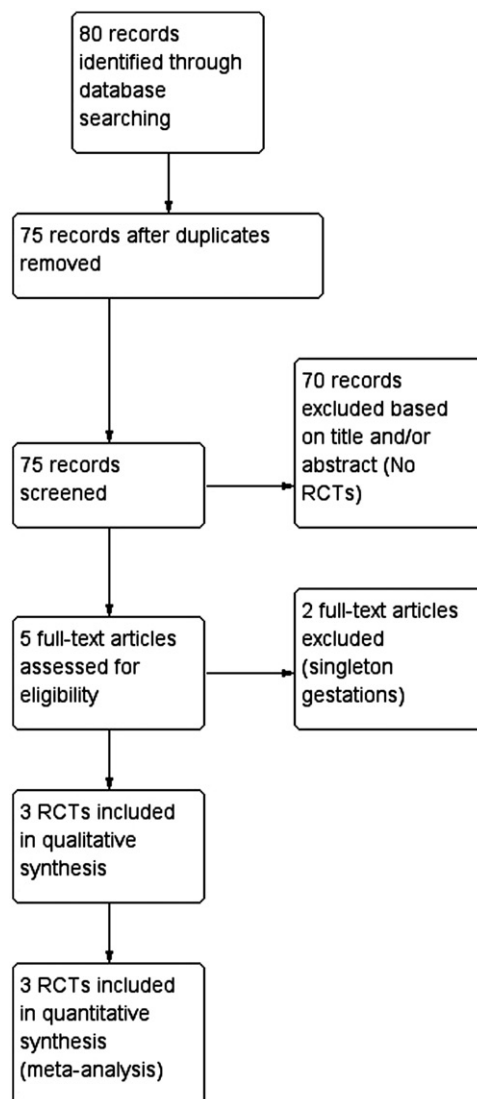 80 records
identified through
database
searching
75 records after duplicates
removed
70 records
excluded based
on title and/or
abstract (No
RCTs)
75 records
screened
2 full-text articles
excluded
(singleton
gestations)
5 full-text articles
assessed for
eligibility
3 RCTs included
in qualitative
synthesis
3 RCTs included
in quantitative
synthesis
(meta-analysis)